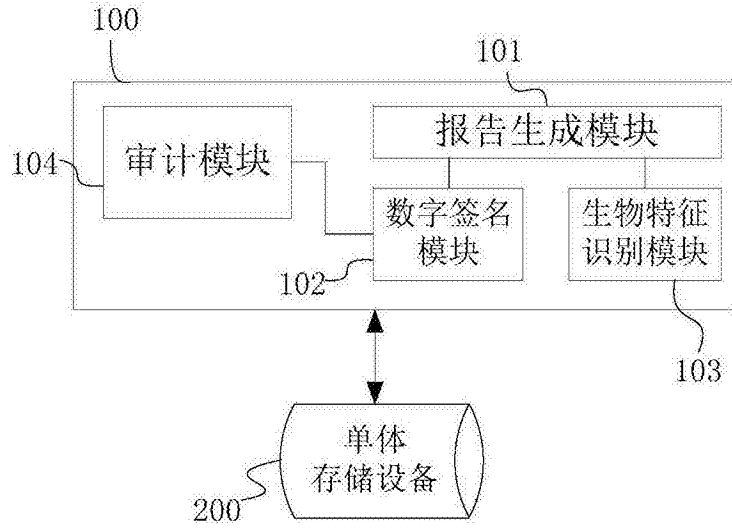 100
101
报告生成模块
审计模块
104
数字签名
模块
102
生物特征
识别模块
103
单体
存储设备
200